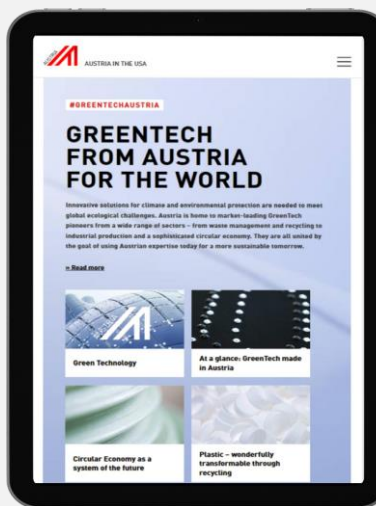 AUSTRIA
AUSTRIA IN THE USA
#GREENTECHAUSTRIA
GREENTECH
FROM AUSTRIA
FOR THE WORLD
Innovative solutions for climate and environmental protection are needed to meet
global ecological challenges. Austria is home to market-leading GreenTech
pioneers from a wide range of sectors – from waste management and recycling to
industrial production and a sophisticated circular economy. They are all united by
the goal of using Austrian expertise today for a more sustainable tomorrow.
» Read more
Green Technology
At a glance: GreenTech made
in Austria
Circular Economy as a
system of the future
Plastic – wonderfully
transformable through
recycling